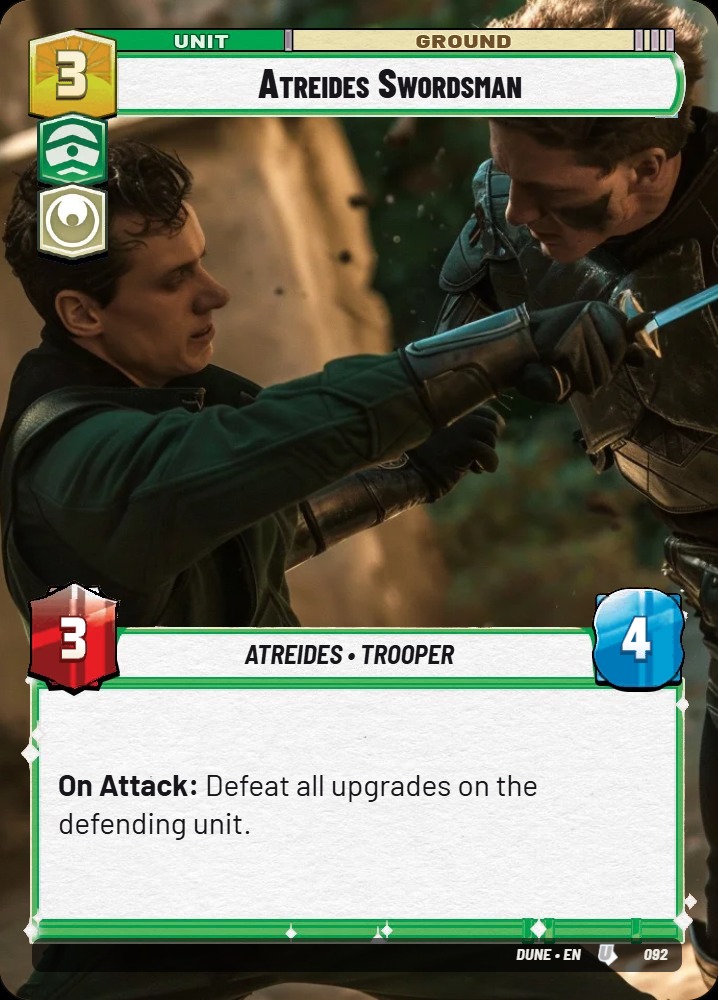 UNIT
GROUND
3
ATREIDES SWORDSMAN
3
ATREIDES • TROOPER
4
On Attack: Defeat all upgrades on the
defending unit.
DUNE • EN
092